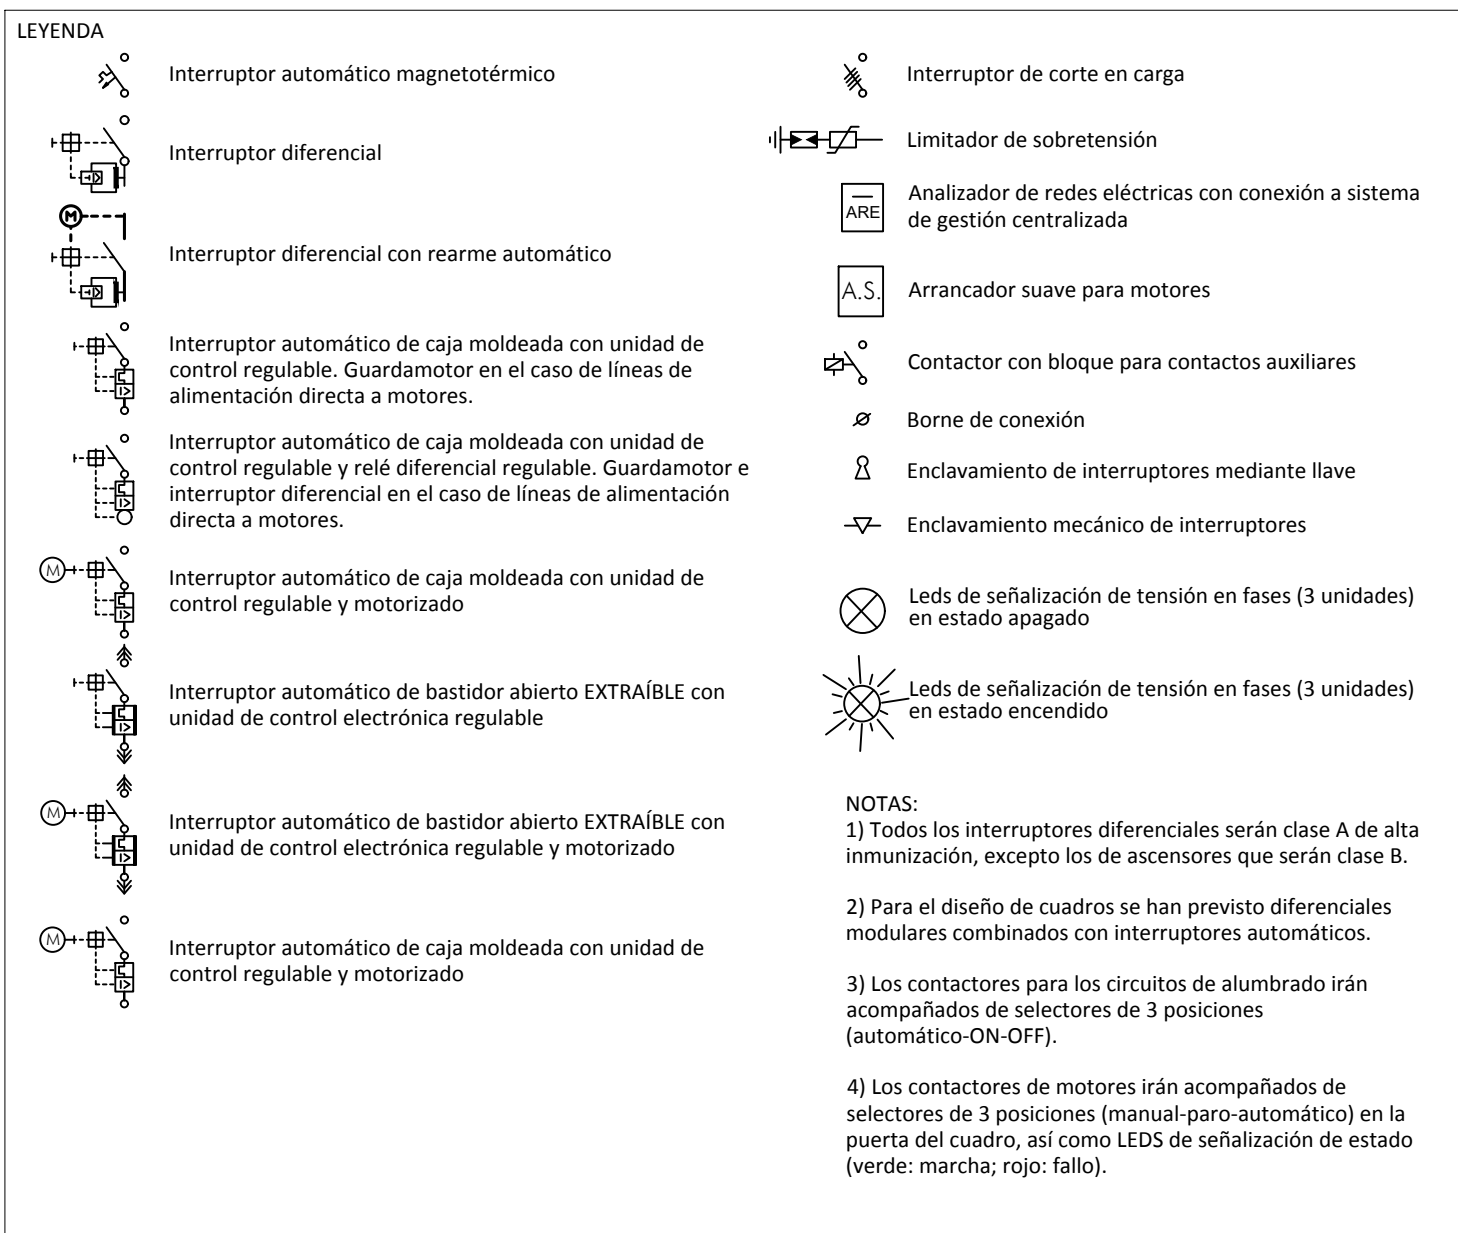 LEYENDA
Interruptor automático magnetotérmico
Interruptor diferencial
M
Interruptor diferencial con rearme automático
Interruptor automático de caja moldeada con unidad de
control regulable. Guardamotor en el caso de líneas de
alimentación directa a motores.
Interruptor automático de caja moldeada con unidad de
control regulable y relé diferencial regulable. Guardamotor e
interruptor diferencial en el caso de líneas de alimentación
directa a motores.
M
Interruptor automático de caja moldeada con unidad de
control regulable y motorizado
Interruptor automático de bastidor abierto EXTRAÍBLE con
unidad de control electrónica regulable
M
Interruptor automático de bastidor abierto EXTRAÍBLE con
unidad de control electrónica regulable y motorizado
M
Interruptor automático de caja moldeada con unidad de
control regulable y motorizado
Interruptor de corte en carga
Limitador de sobretensión
ARE
Analizador de redes eléctricas con conexión a sistema
de gestión centralizada
A.S.
Arrancador suave para motores
Contactor con bloque para contactos auxiliares
Borne de conexión
Enclavamiento de interruptores mediante llave
Enclavamiento mecánico de interruptores
Leds de señalización de tensión en fases (3 unidades)
en estado apagado
Leds de señalización de tensión en fases (3 unidades)
en estado encendido
NOTAS:
1) Todos los interruptores diferenciales serán clase A de alta
inmunización, excepto los de ascensores que serán clase B.
2) Para el diseño de cuadros se han previsto diferenciales
modulares combinados con interruptores automáticos.
3) Los contactores para los circuitos de alumbrado irán
acompañados de selectores de 3 posiciones
(automático-ON-OFF).
4) Los contactores de motores irán acompañados de
selectores de 3 posiciones (manual-paro-automático) en la
puerta del cuadro, así como LEDS de señalización de estado
(verde: marcha; rojo: fallo).